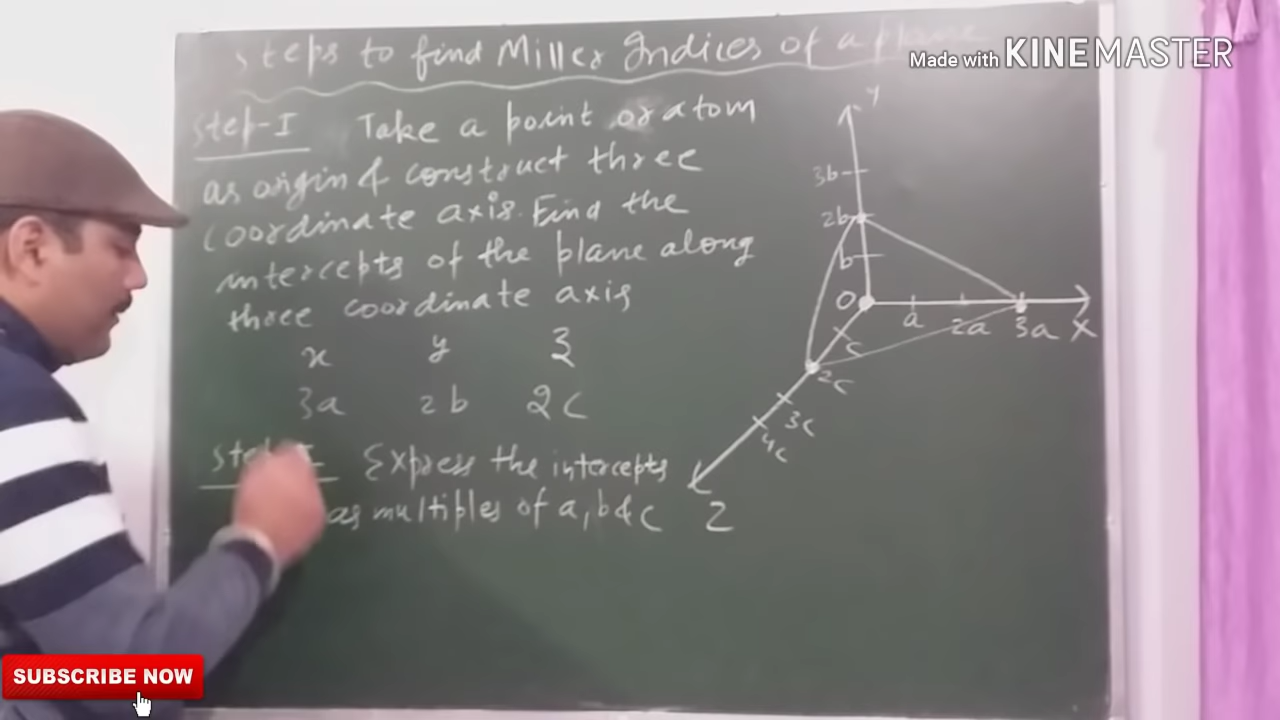 Steps to find Miller Indices of a plane
Made with KINEMASTER
Step-I Take a point or atom
as origin & construct three
coordinate axis. Find the
intercepts of the plane along
three coordinate axis
x y z
3a 2b 2c
Step- Express the intercepts
as multiples of a, b & c
Y
3b
2b
b
O
a 2a 3a X
c
2c
3c
4c
Z
SUBSCRIBE NOW